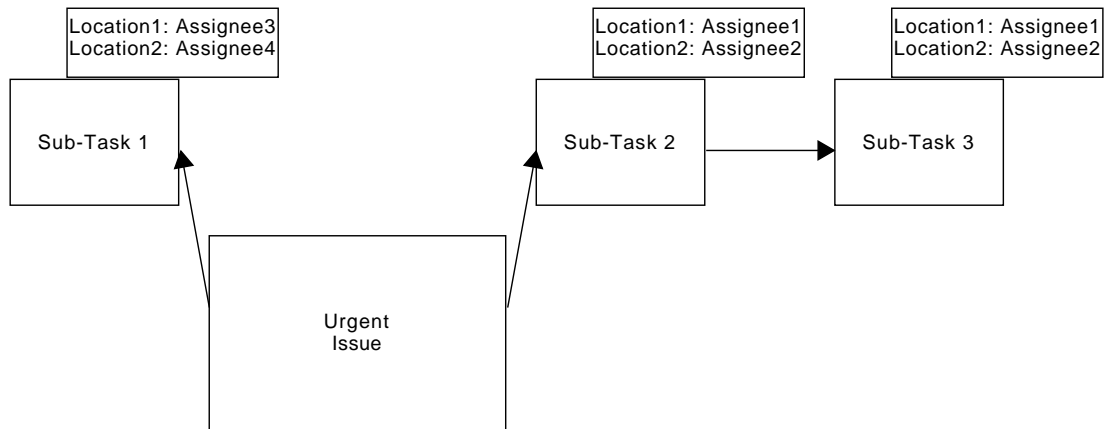 Location1: Assignee3
Location2: Assignee4
Location1: Assignee1
Location2: Assignee2
Location1: Assignee1
Location2: Assignee2
Sub-Task 1
Sub-Task 2
Sub-Task 3
Urgent
Issue